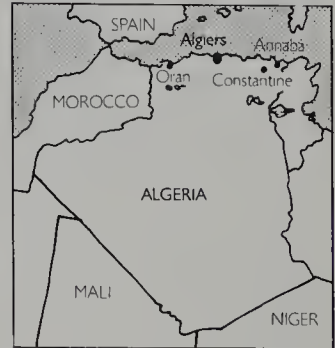 SPAIN
Algiers
Annaba
Oran
Constantine
MOROCCO
ALGERIA
MALI
NIGER